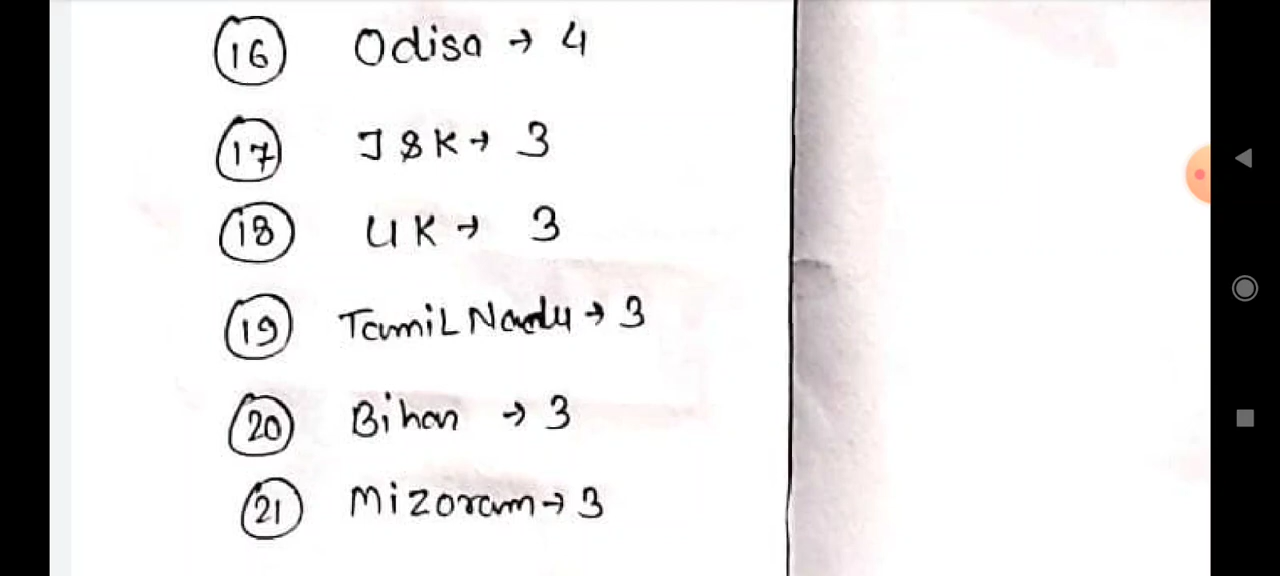 16 Odisa → 4
17 J & K → 3
18 UK → 3
19 Tamil Nadu → 3
20 Bihar → 3
21 Mizoram → 3